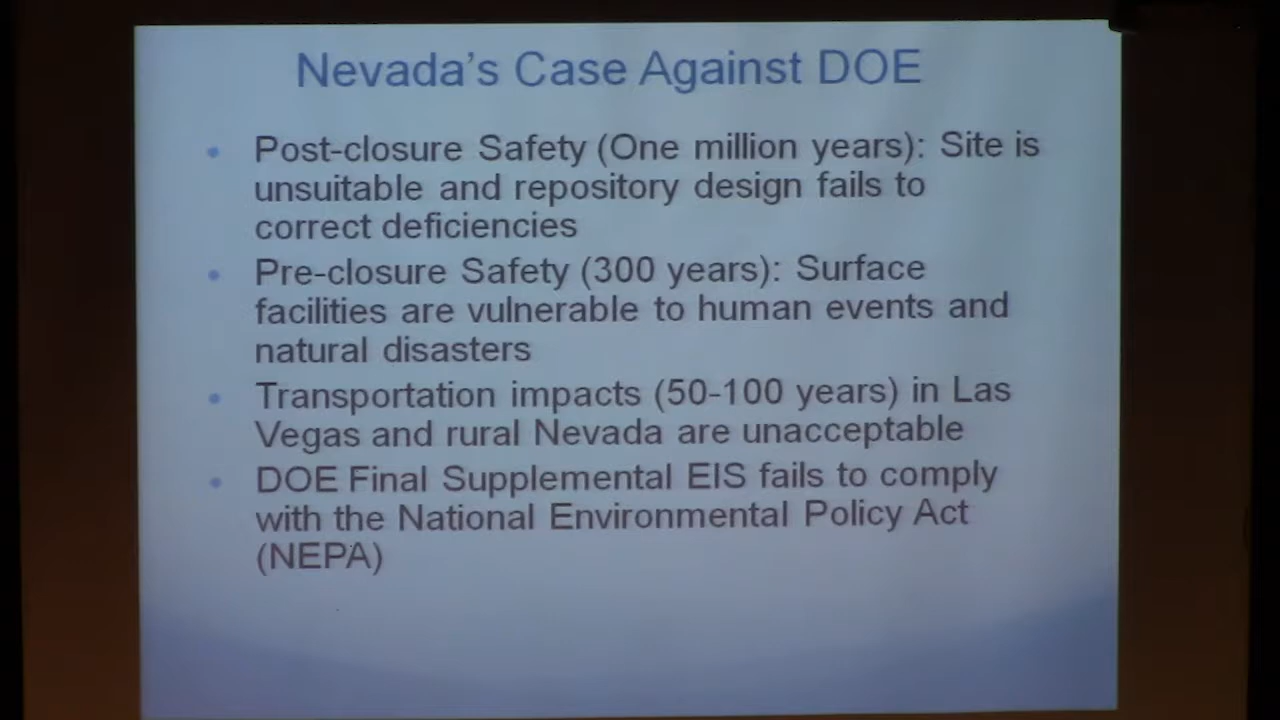 Nevada's Case Against DOE
• Post-closure Safety (One million years): Site is
unsuitable and repository design fails to
correct deficiencies
• Pre-closure Safety (300 years): Surface
facilities are vulnerable to human events and
natural disasters
• Transportation impacts (50-100 years) in Las
Vegas and rural Nevada are unacceptable
• DOE Final Supplemental EIS fails to comply
with the National Environmental Policy Act
(NEPA)